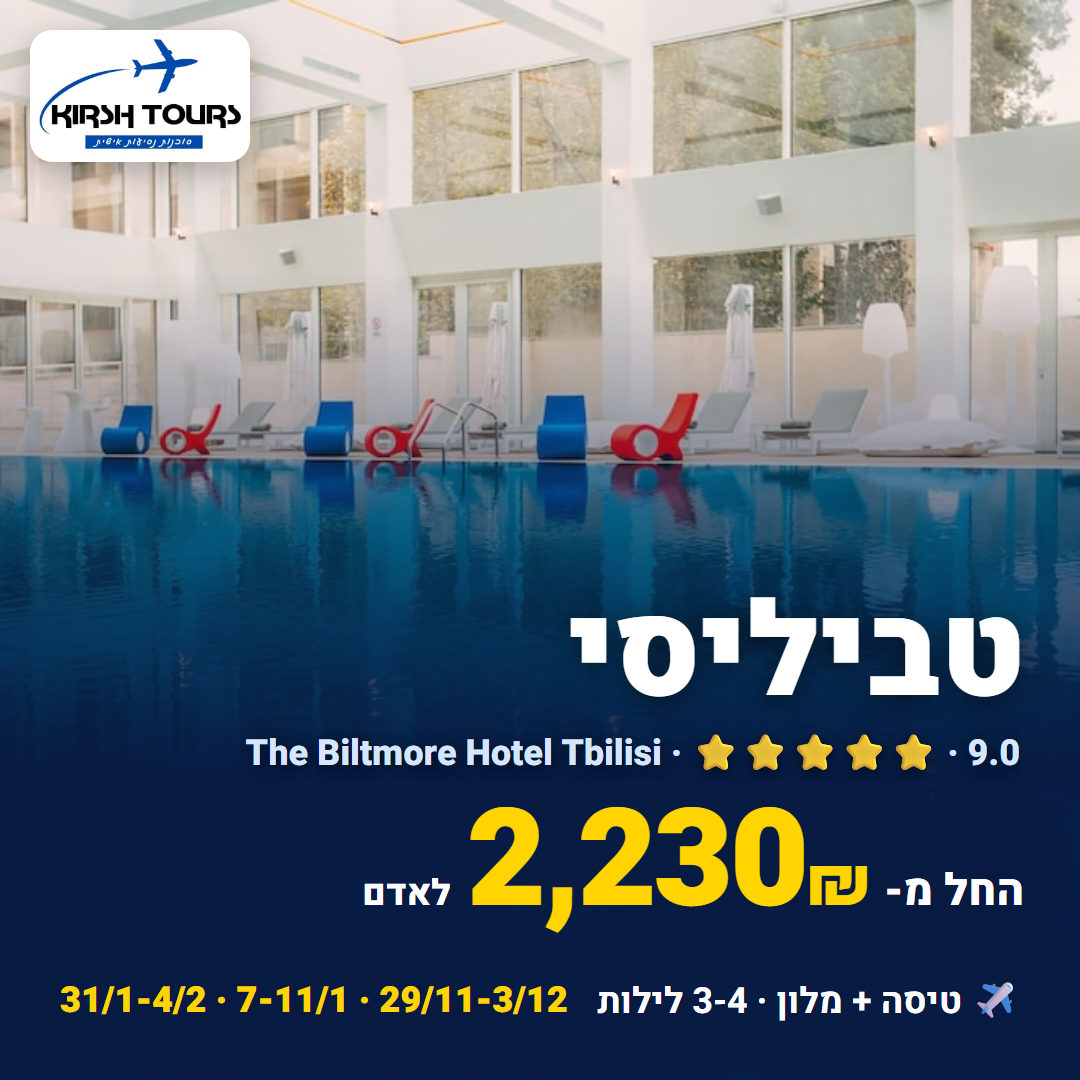 KIRSH TOURS
סוכנות נסיעות אישית
טביליסי
9.0 · ⭐⭐⭐⭐⭐ · The Biltmore Hotel Tbilisi
החל מ- ₪2,230 לאדם
✈️ טיסה + מלון · 3-4 לילות 29/11-3/12 · 7-11/1 · 31/1-4/2